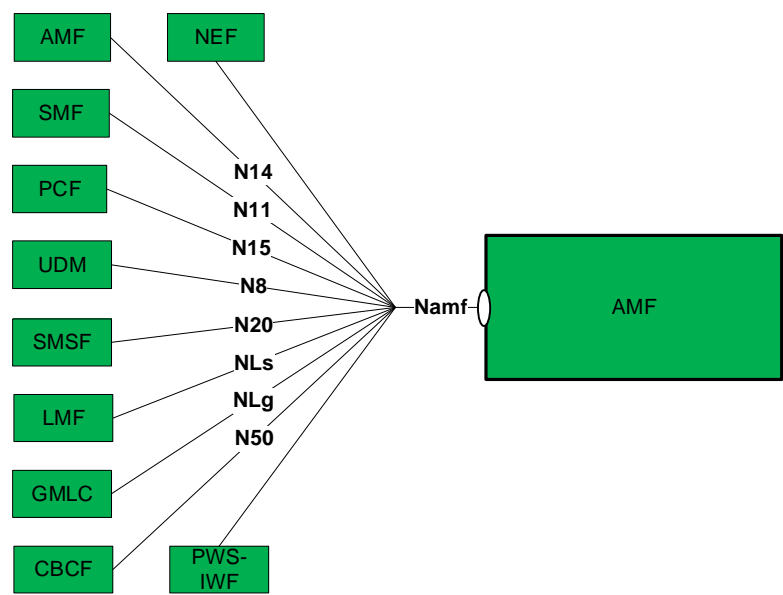 AMF
NEF
SMF
N14
PCF
N11
N15
UDM
N8
Namf
AMF
SMSF
N20
NLs
LMF
NLg
N50
GMLC
CBCF
PWS-
IWF